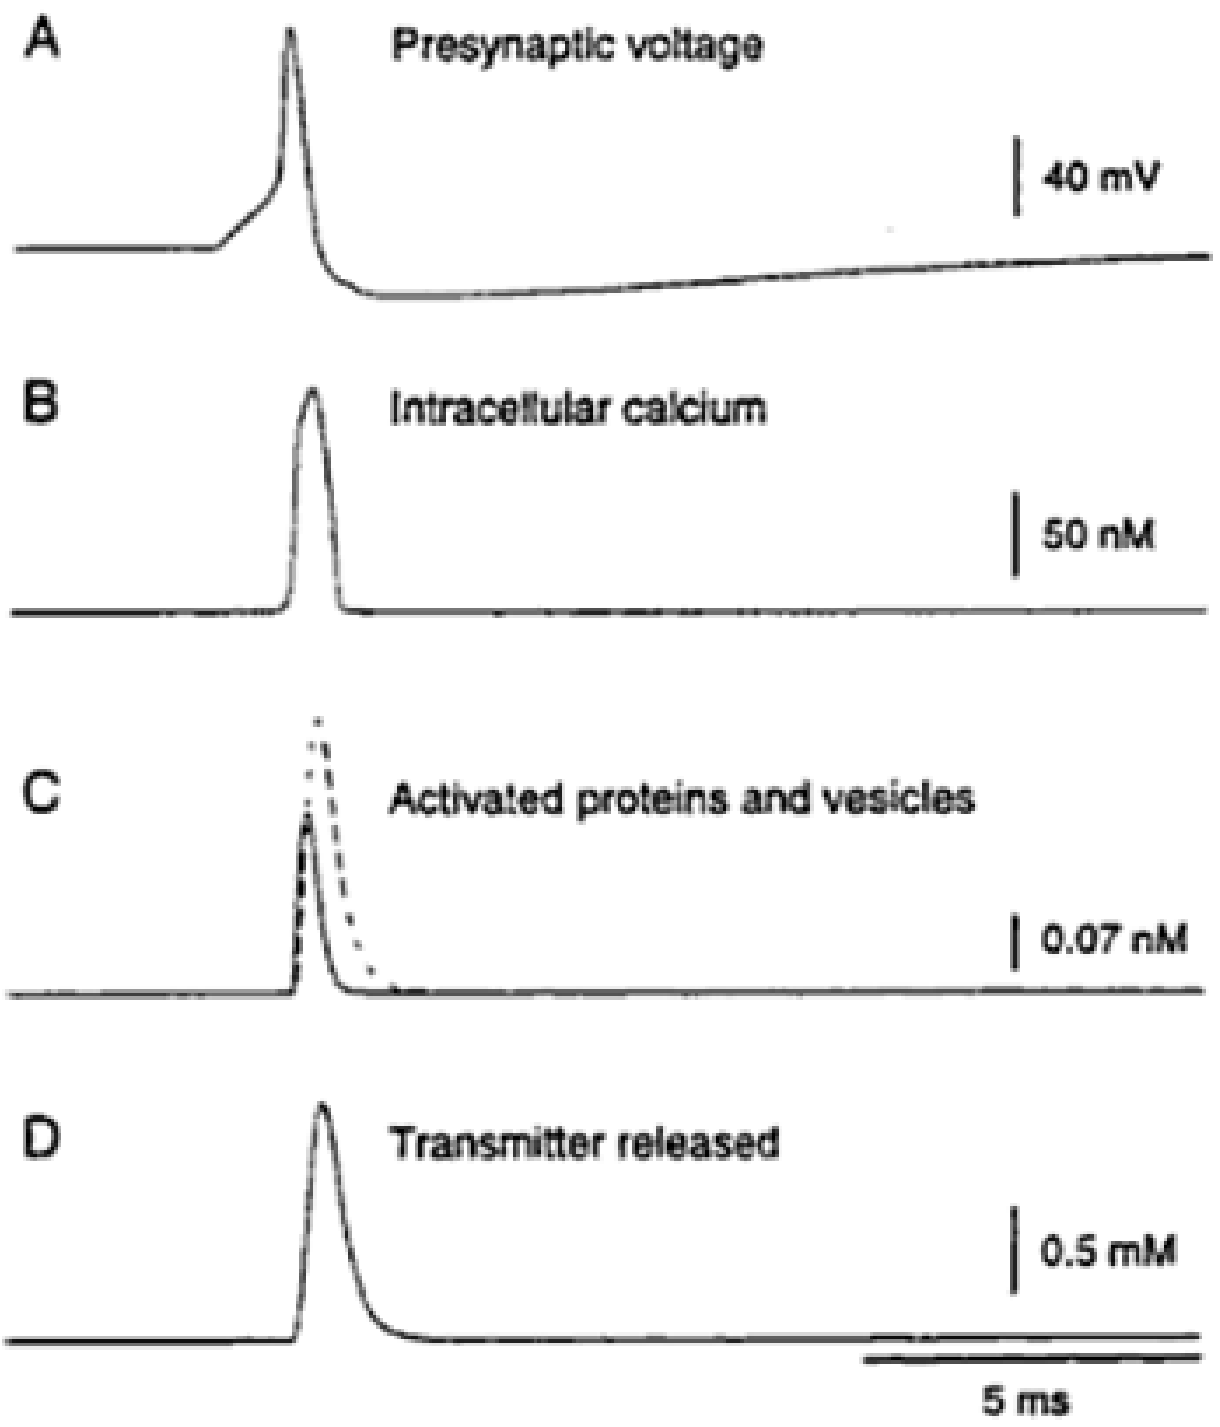 A
Presynaptic voltage
40 mV
B
Intracellular calcium
50 nM
C
Activated proteins and vesicles
0.07 nM
D
Transmitter released
0.5 mM
5 ms